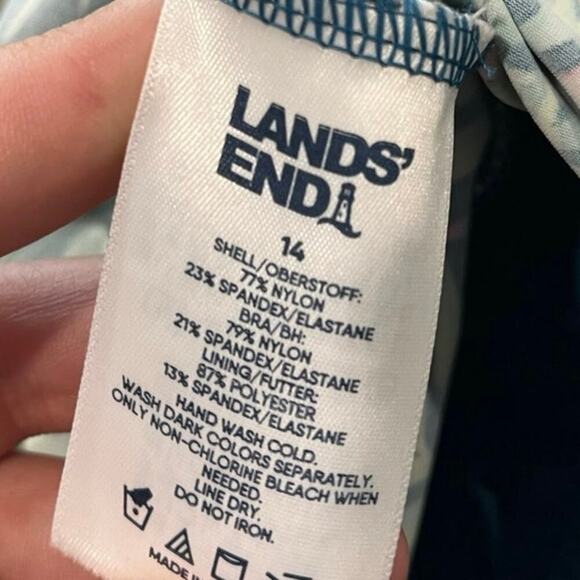 LANDS'
END
14
SHELL/OBERSTOFF:
77% NYLON
23% SPANDEX/ELASTANE
BRA/BH:
79% NYLON
21% SPANDEX/ELASTANE
LINING/FUTTER:
87% POLYESTER
13% SPANDEX/ELASTANE
HAND WASH COLD.
WASH DARK COLORS SEPARATELY.
ONLY NON-CHLORINE BLEACH WHEN
NEEDED.
LINE DRY.
DO NOT IRON.
MADE IN